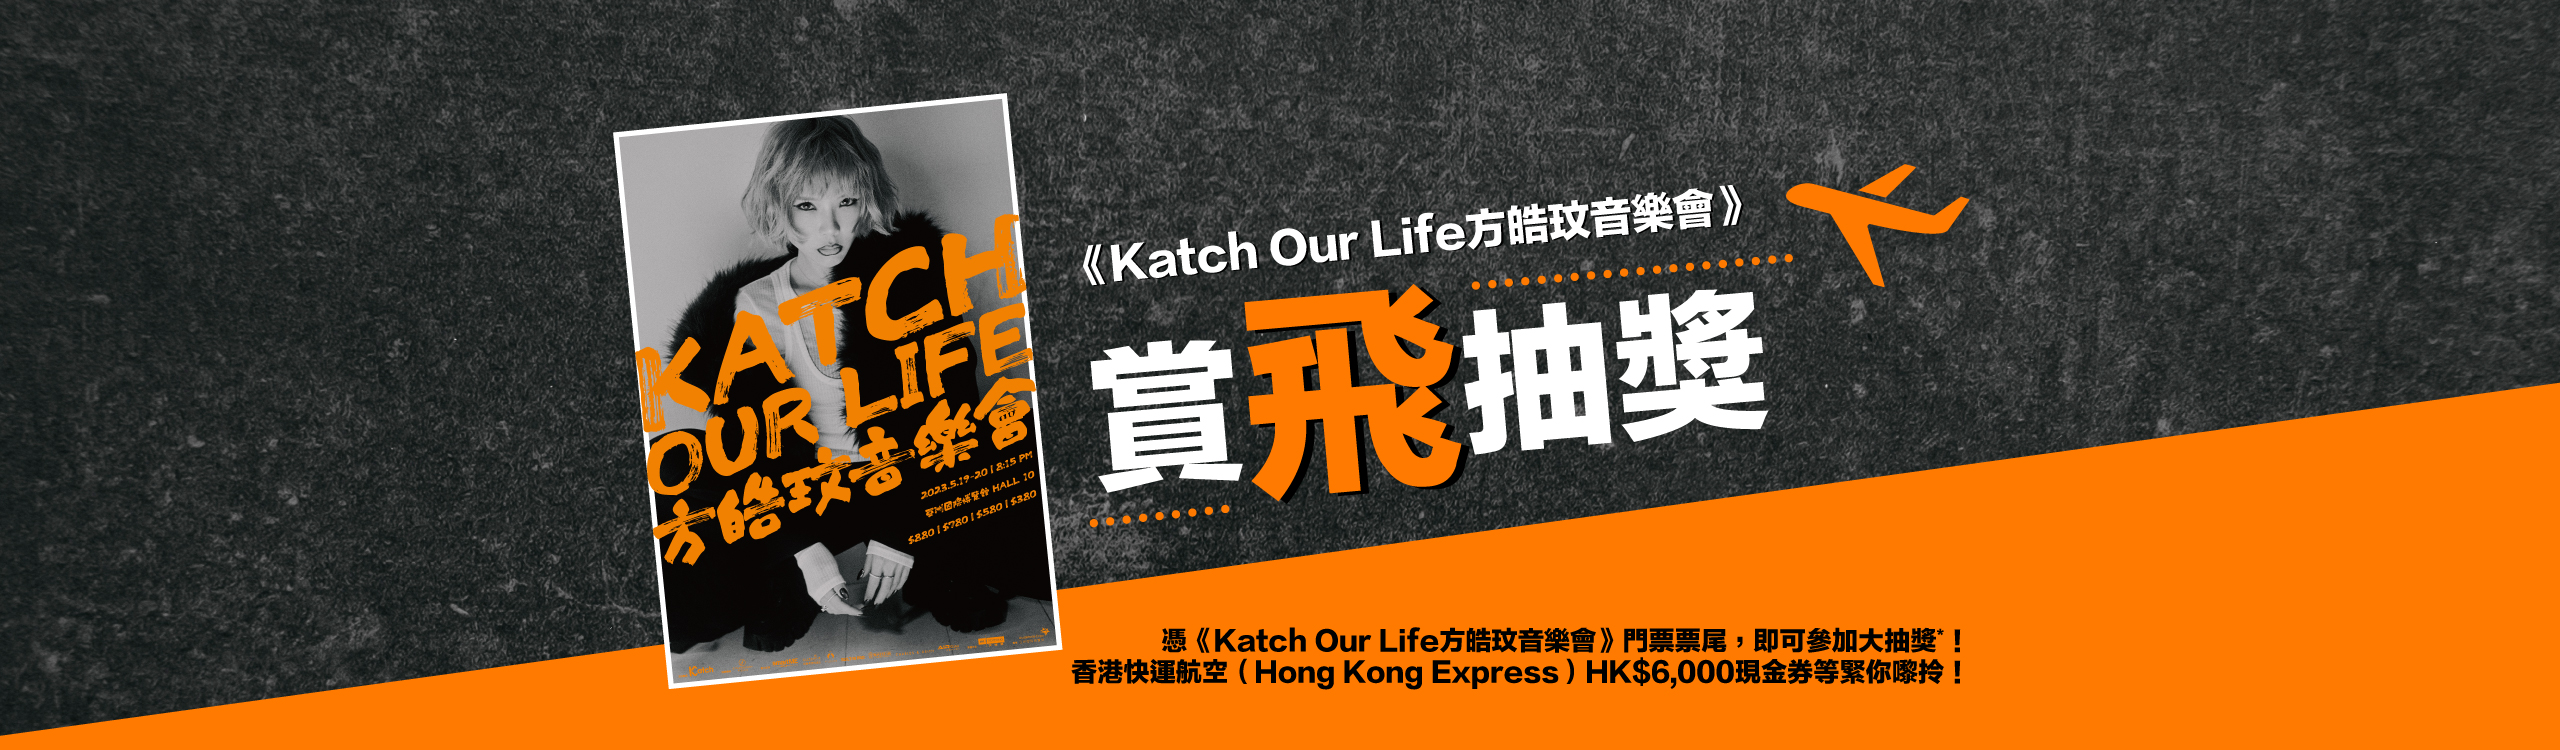 KATCH
OUR LIFE
方皓玟音樂會
2023.5.19-20 | 8:15 PM
亞洲國際博覽館 HALL 10
$880 | $780 | $580 | $380
《Katch Our Life方皓玟音樂會》
賞飛抽獎
憑《Katch Our Life方皓玟音樂會》門票票尾，即可參加大抽獎*！
香港快運航空（Hong Kong Express）HK$6,000現金券等緊你嚟拎！